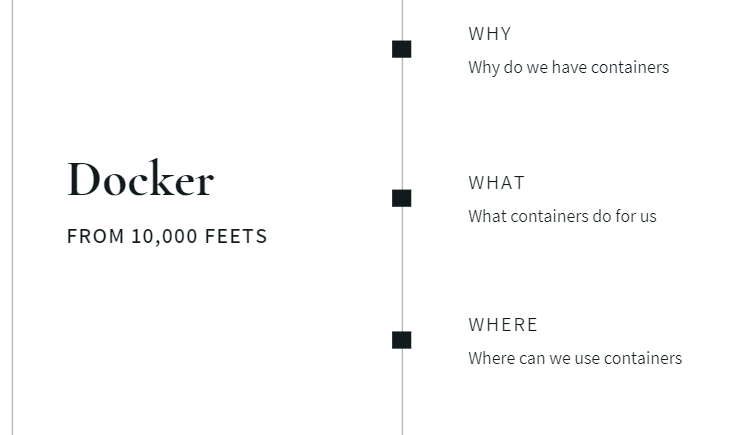 Docker
FROM 10,000 FEETS
WHY
Why do we have containers
WHAT
What containers do for us
WHERE
Where can we use containers